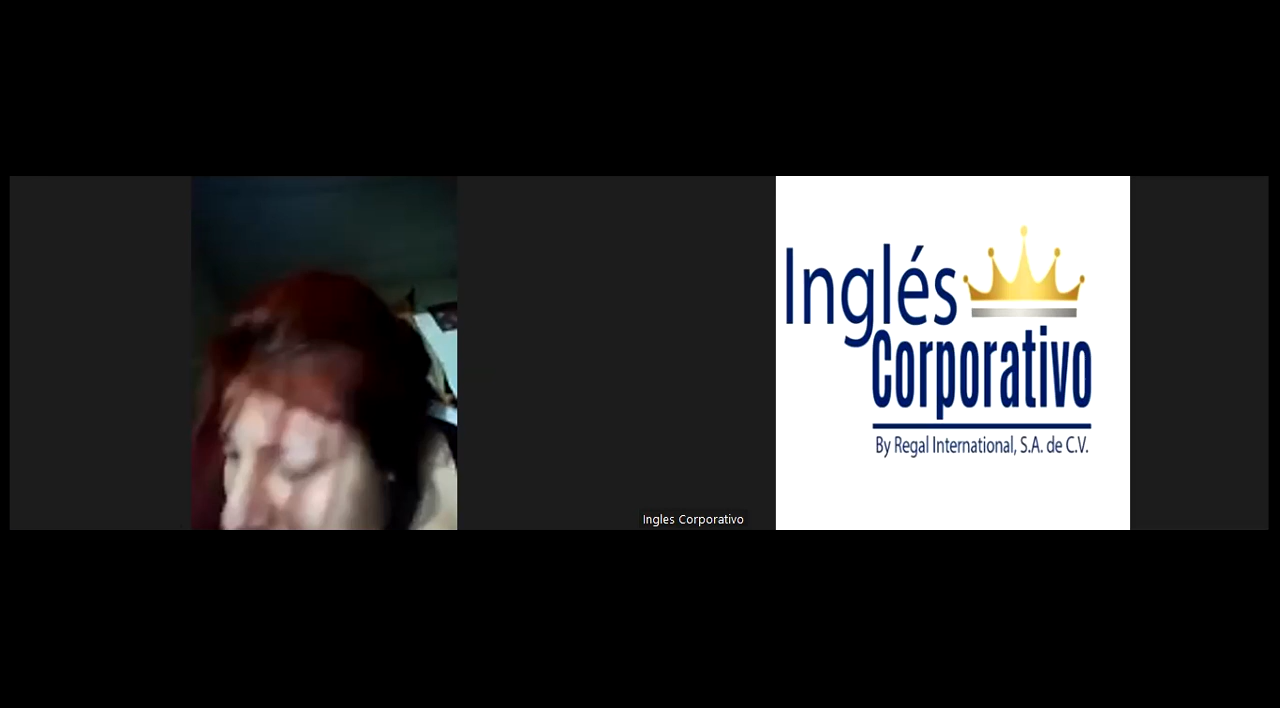 Inglés
Corporativo
By Regal International, S.A. de C.V.
Ingles Corporativo